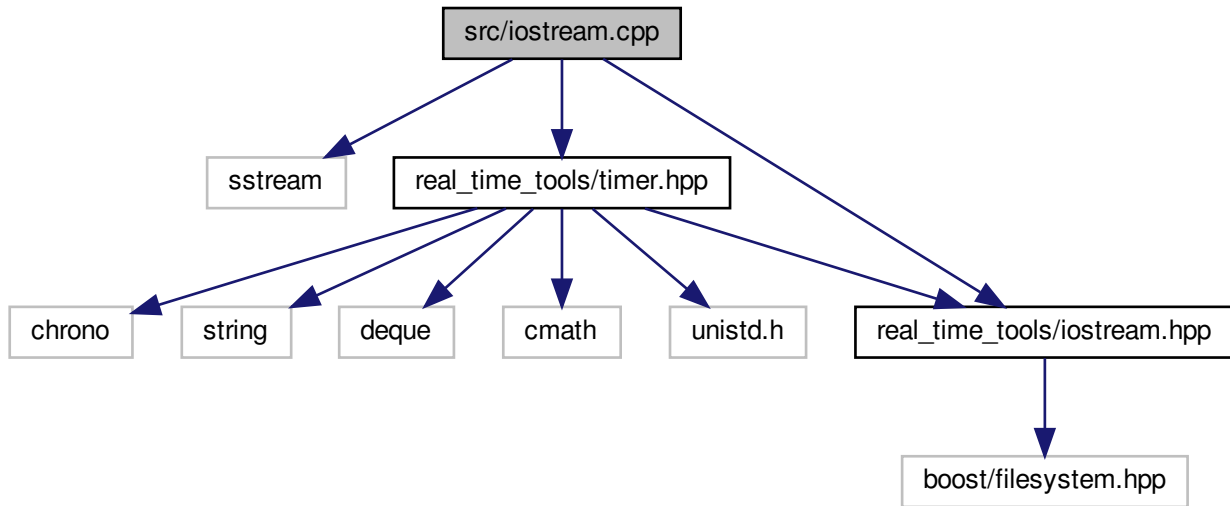 src/iostream.cpp
sstream
real_time_tools/timer.hpp
chrono
string
deque
cmath
unistd.h
real_time_tools/iostream.hpp
boost/filesystem.hpp